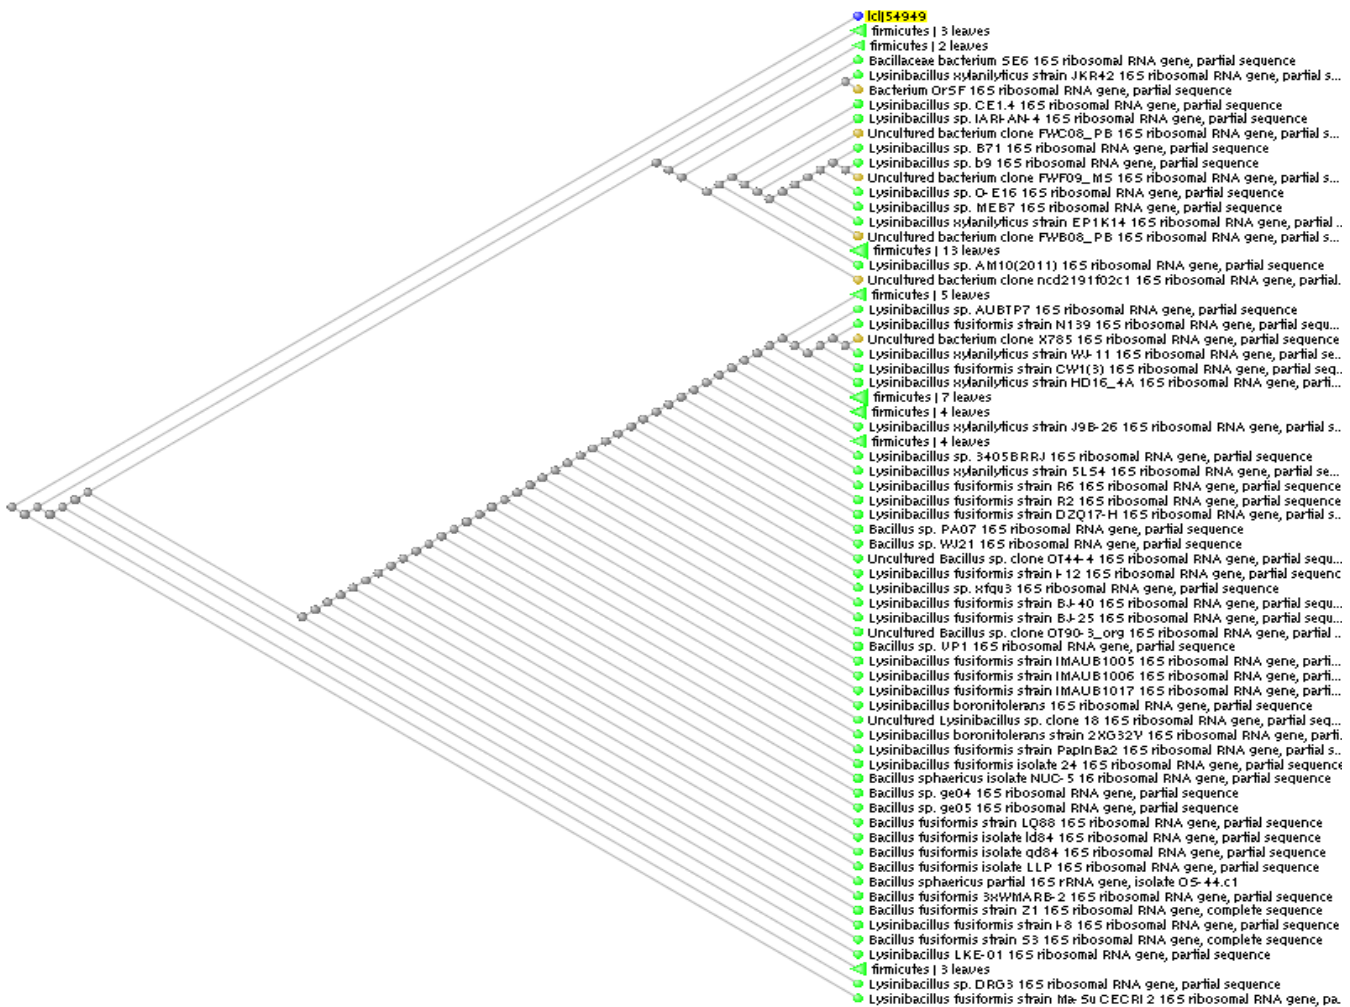 lcl|54949
firmicutes | 3 leaves
firmicutes | 2 leaves
Bacillaceae bacterium SE6 16S ribosomal RNA gene, partial sequence
Lysinibacillus xylanilyticus strain JKR42 16S ribosomal RNA gene, partial s...
Bacterium OrSF 16S ribosomal RNA gene, partial sequence
Lysinibacillus sp. CE1.4 16S ribosomal RNA gene, partial sequence
Lysinibacillus sp. IARI-AN-4 16S ribosomal RNA gene, partial sequence
Uncultured bacterium clone FWC08_PB 16S ribosomal RNA gene, partial s...
Lysinibacillus sp. B71 16S ribosomal RNA gene, partial sequence
Lysinibacillus sp. b9 16S ribosomal RNA gene, partial sequence
Uncultured bacterium clone FWF09_M5 16S ribosomal RNA gene, partial s...
Lysinibacillus sp. O-E16 16S ribosomal RNA gene, partial sequence
Lysinibacillus sp. MEB7 16S ribosomal RNA gene, partial sequence
Lysinibacillus xylanilyticus strain EP1K14 16S ribosomal RNA gene, partial ..
Uncultured bacterium clone FWB08_PB 16S ribosomal RNA gene, partial s...
firmicutes | 13 leaves
Lysinibacillus sp. AM10(2011) 16S ribosomal RNA gene, partial sequence
Uncultured bacterium clone ncd2191f02c1 16S ribosomal RNA gene, partial.
firmicutes | 5 leaves
Lysinibacillus sp. AUBTP7 16S ribosomal RNA gene, partial sequence
Lysinibacillus fusiformis strain N139 16S ribosomal RNA gene, partial sequ...
Uncultured bacterium clone X785 16S ribosomal RNA gene, partial sequence
Lysinibacillus xylanilyticus strain WJ-11 16S ribosomal RNA gene, partial se..
Lysinibacillus fusiformis strain CW1(3) 16S ribosomal RNA gene, partial seq..
Lysinibacillus xylanilyticus strain HD16_4A 16S ribosomal RNA gene, parti...
firmicutes | 7 leaves
firmicutes | 4 leaves
Lysinibacillus xylanilyticus strain J9B-26 16S ribosomal RNA gene, partial s..
firmicutes | 4 leaves
Lysinibacillus sp. 3405BRRJ 16S ribosomal RNA gene, partial sequence
Lysinibacillus xylanilyticus strain SLS4 16S ribosomal RNA gene, partial se...
Lysinibacillus fusiformis strain R6 16S ribosomal RNA gene, partial sequence
Lysinibacillus fusiformis strain R2 16S ribosomal RNA gene, partial sequence
Lysinibacillus fusiformis strain DZQ17-H 16S ribosomal RNA gene, partial s..
Bacillus sp. PA07 16S ribosomal RNA gene, partial sequence
Bacillus sp. WJ21 16S ribosomal RNA gene, partial sequence
Uncultured Bacillus sp. clone OT44-4 16S ribosomal RNA gene, partial sequ...
Lysinibacillus fusiformis strain I-12 16S ribosomal RNA gene, partial sequenc
Lysinibacillus sp. xfqu3 16S ribosomal RNA gene, partial sequence
Lysinibacillus fusiformis strain BJ-40 16S ribosomal RNA gene, partial sequ...
Lysinibacillus fusiformis strain BJ-25 16S ribosomal RNA gene, partial sequ...
Uncultured Bacillus sp. clone OT90-3_org 16S ribosomal RNA gene, partial ..
Bacillus sp. VP1 16S ribosomal RNA gene, partial sequence
Lysinibacillus fusiformis strain IMAUB1005 16S ribosomal RNA gene, parti...
Lysinibacillus fusiformis strain IMAUB1006 16S ribosomal RNA gene, parti...
Lysinibacillus fusiformis strain IMAUB1017 16S ribosomal RNA gene, parti...
Lysinibacillus boronitolerans 16S ribosomal RNA gene, partial sequence
Uncultured Lysinibacillus sp. clone 18 16S ribosomal RNA gene, partial seq...
Lysinibacillus boronitolerans strain 2XG32Y 16S ribosomal RNA gene, parti.
Lysinibacillus fusiformis strain PapInBa2 16S ribosomal RNA gene, partial s..
Lysinibacillus fusiformis isolate 24 16S ribosomal RNA gene, partial sequence
Bacillus sphaericus isolate NUC-5 16 ribosomal RNA gene, partial sequence
Bacillus sp. ge04 16S ribosomal RNA gene, partial sequence
Bacillus sp. ge05 16S ribosomal RNA gene, partial sequence
Bacillus fusiformis strain LQ88 16S ribosomal RNA gene, partial sequence
Bacillus fusiformis isolate ld84 16S ribosomal RNA gene, partial sequence
Bacillus fusiformis isolate qd84 16S ribosomal RNA gene, partial sequence
Bacillus fusiformis isolate LLP 16S ribosomal RNA gene, partial sequence
Bacillus sphaericus partial 16S rRNA gene, isolate OS-44.c1
Bacillus fusiformis 3xWMARB-2 16S ribosomal RNA gene, partial sequence
Bacillus fusiformis strain Z1 16S ribosomal RNA gene, complete sequence
Lysinibacillus fusiformis strain I-8 16S ribosomal RNA gene, partial sequence
Bacillus fusiformis strain S3 16S ribosomal RNA gene, complete sequence
Lysinibacillus LKE-01 16S ribosomal RNA gene, partial sequence
firmicutes | 3 leaves
Lysinibacillus sp. DRG3 16S ribosomal RNA gene, partial sequence
Lysinibacillus fusiformis strain Ma-Su CECRI 2 16S ribosomal RNA gene, pa.